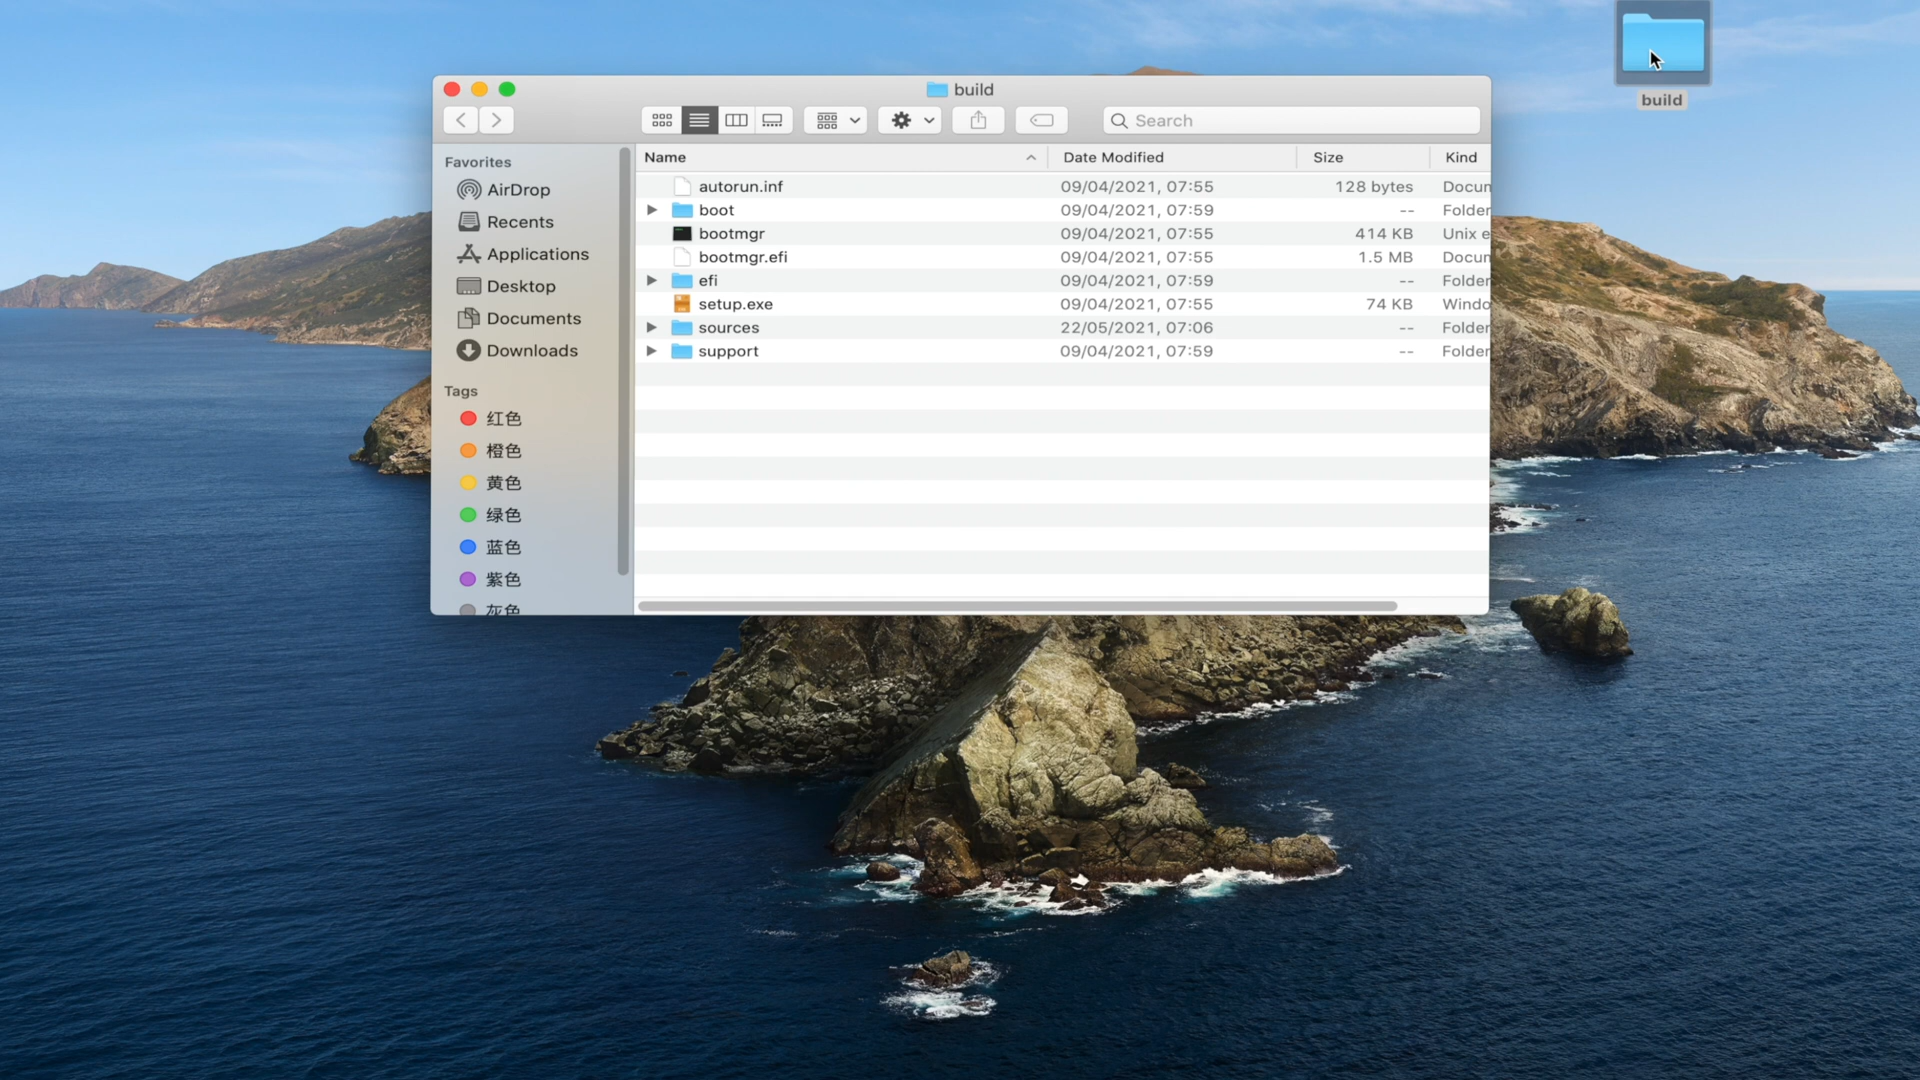 build
build
Search
Favorites
AirDrop
Recents
Applications
Desktop
Documents
Downloads
Tags
红色
橙色
黄色
绿色
蓝色
紫色
灰色
Name Date Modified Size Kind
autorun.inf 09/04/2021, 07:55 128 bytes Docun
boot 09/04/2021, 07:59 -- Folder
bootmgr 09/04/2021, 07:55 414 KB Unix e
bootmgr.efi 09/04/2021, 07:55 1.5 MB Docun
efi 09/04/2021, 07:59 -- Folder
setup.exe 09/04/2021, 07:55 74 KB Windo
sources 22/05/2021, 07:06 -- Folder
support 09/04/2021, 07:59 -- Folder